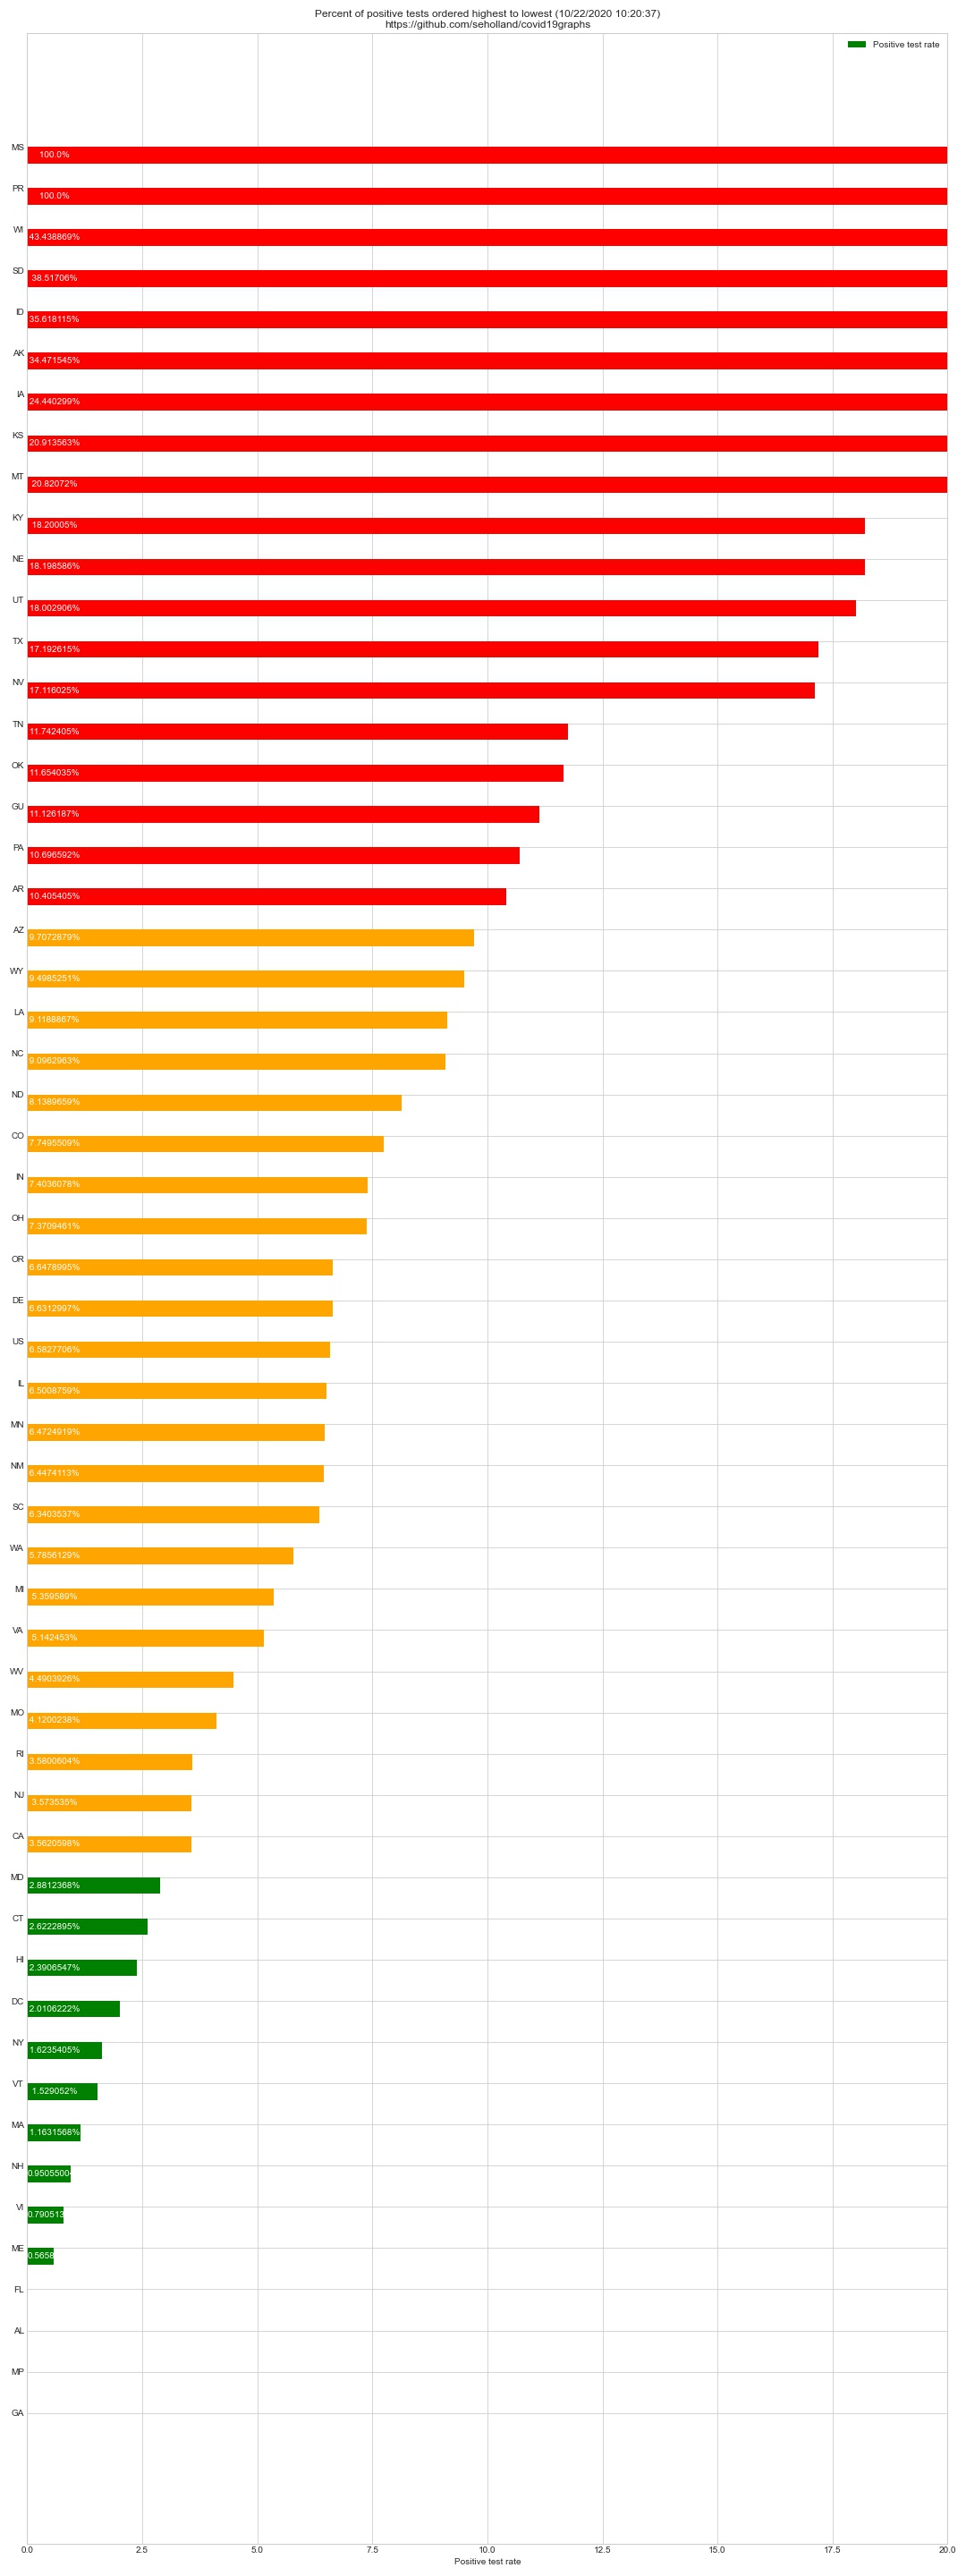 Percent of positive tests ordered highest to lowest (10/22/2020 10:20:37)
https://github.com/seholland/covid19graphs
Positive test rate
MS 100.0%
PR 100.0%
WI 43.438869%
SD 38.51706%
ID 35.618115%
AK 34.471545%
IA 24.440299%
KS 20.913563%
MT 20.82072%
KY 18.20005%
NE 18.198586%
UT 18.002906%
TX 17.192615%
NV 17.116025%
TN 11.742405%
OK 11.654035%
GU 11.126187%
PA 10.696592%
AR 10.405405%
AZ 9.7072879%
WY 9.4985251%
LA 9.1188867%
NC 9.0962963%
ND 8.1389659%
CO 7.7495509%
IN 7.4036078%
OH 7.3709461%
OR 6.6478995%
DE 6.6312997%
US 6.5827706%
IL 6.5008759%
MN 6.4724919%
NM 6.4474113%
SC 6.3403537%
WA 5.7856129%
MI 5.359589%
VA 5.142453%
WV 4.4903926%
MO 4.1200238%
RI 3.5800604%
NJ 3.573535%
CA 3.5620598%
MD 2.8812368%
CT 2.6222895%
HI 2.3906547%
DC 2.0106222%
NY 1.6235405%
VT 1.529052%
MA 1.1631568%
NH 0.9505500
VI 0.790513
ME 0.5658
FL
AL
MP
GA
0.0 2.5 5.0 7.5 10.0 12.5 15.0 17.5 20.0
Positive test rate